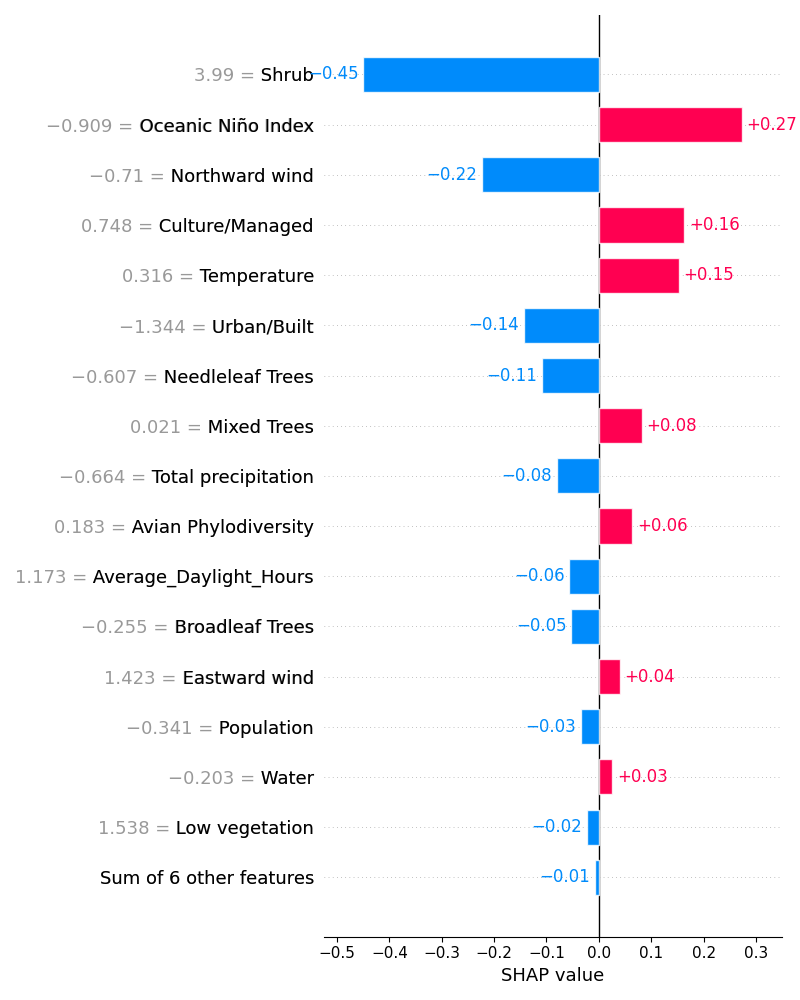 3.99 = Shrub −0.45
−0.909 = Oceanic Niño Index +0.27
−0.71 = Northward wind −0.22
0.748 = Culture/Managed +0.16
0.316 = Temperature +0.15
−1.344 = Urban/Built −0.14
−0.607 = Needleleaf Trees −0.11
0.021 = Mixed Trees +0.08
−0.664 = Total precipitation −0.08
0.183 = Avian Phylodiversity +0.06
1.173 = Average_Daylight_Hours −0.06
−0.255 = Broadleaf Trees −0.05
1.423 = Eastward wind +0.04
−0.341 = Population −0.03
−0.203 = Water +0.03
1.538 = Low vegetation −0.02
Sum of 6 other features −0.01
−0.5 −0.4 −0.3 −0.2 −0.1 0.0 0.1 0.2 0.3
SHAP value